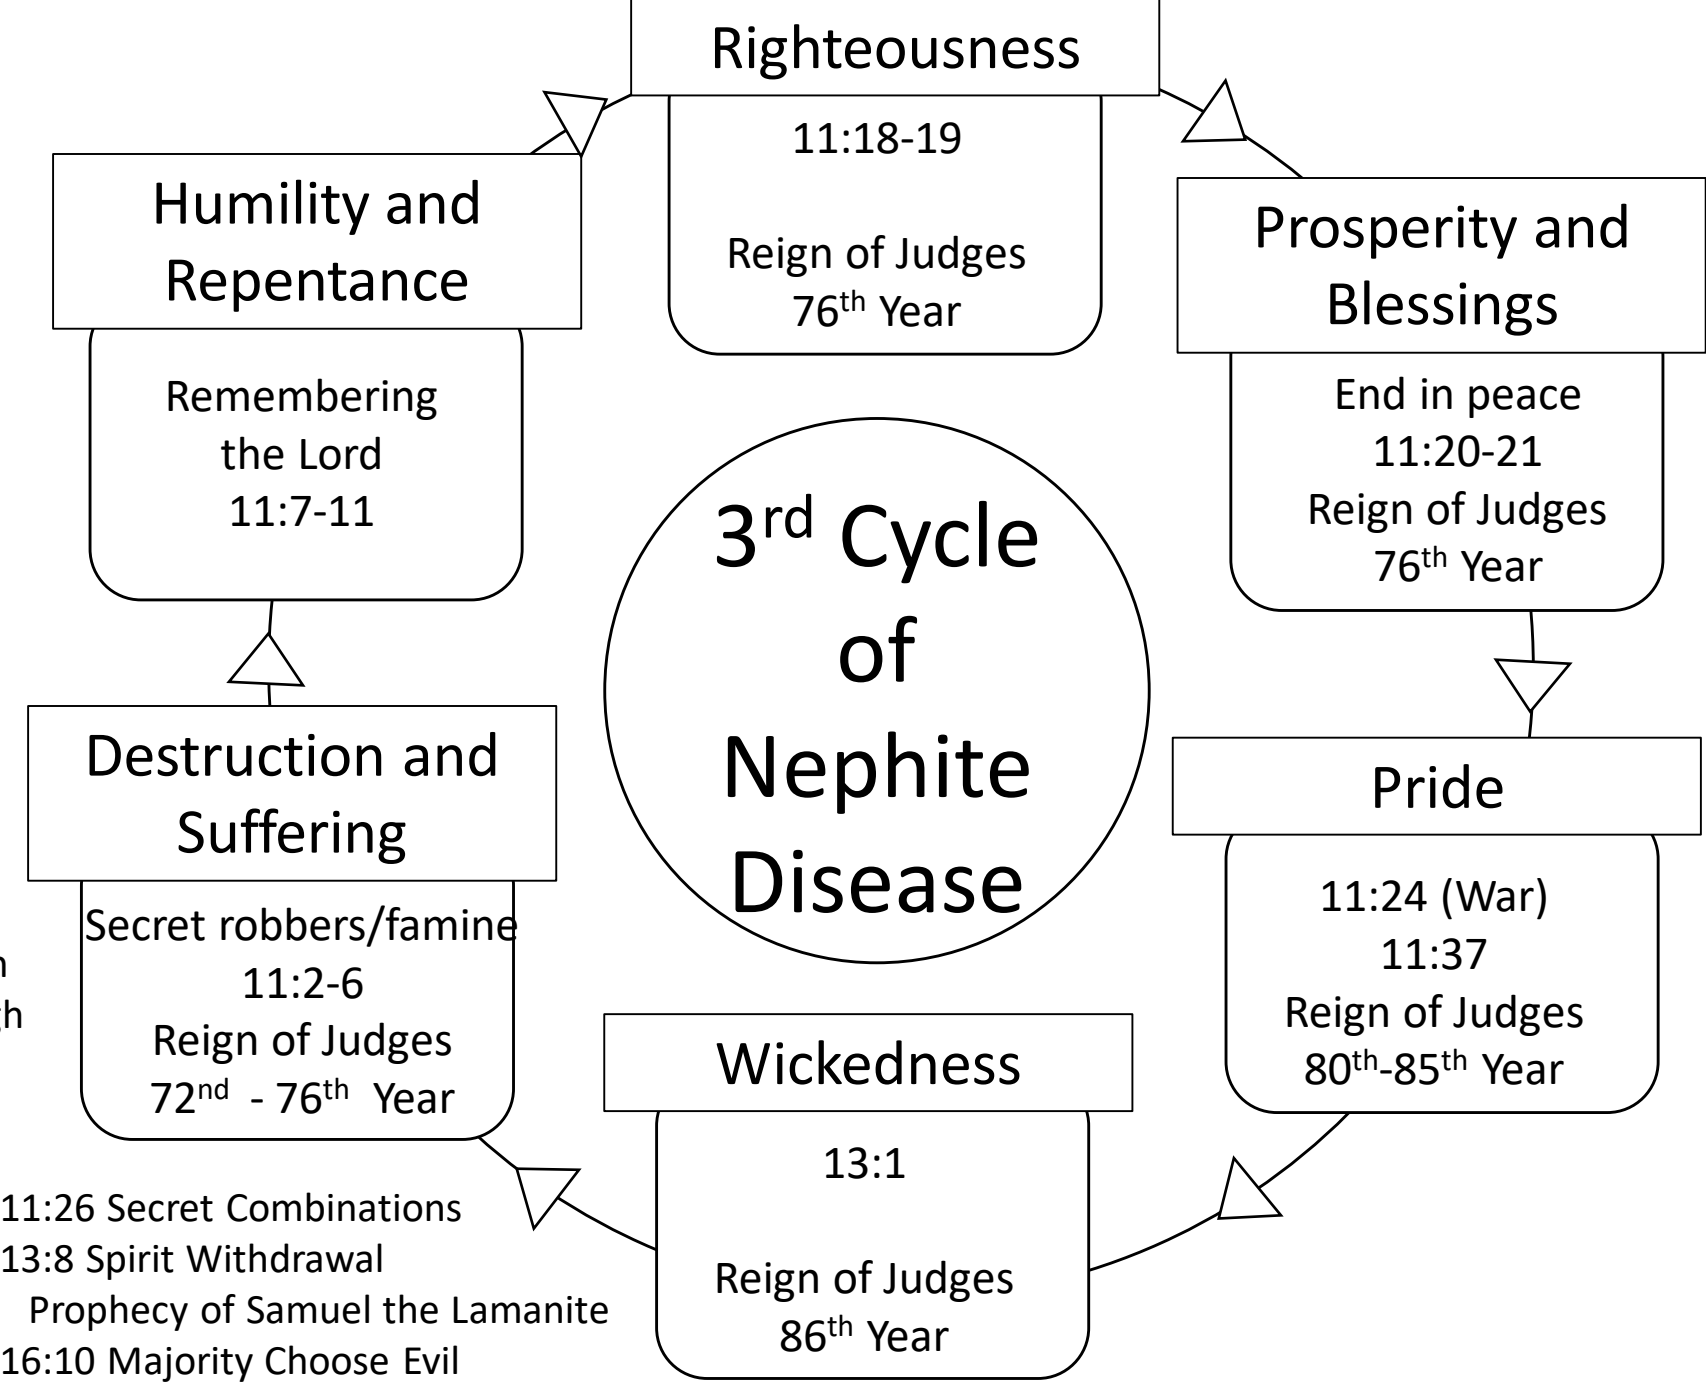 Righteousness
11:18-19
Reign of Judges
76th Year
Prosperity and
Blessings
End in peace
11:20-21
Reign of Judges
76th Year
Pride
11:24 (War)
11:37
Reign of Judges
80th-85th Year
Wickedness
13:1
Reign of Judges
86th Year
Destruction and
Suffering
Secret robbers/famine
11:2-6
Reign of Judges
72nd - 76th Year
Humility and
Repentance
Remembering
the Lord
11:7-11
3rd Cycle
of
Nephite
Disease
11:26 Secret Combinations
13:8 Spirit Withdrawal
Prophecy of Samuel the Lamanite
16:10 Majority Choose Evil